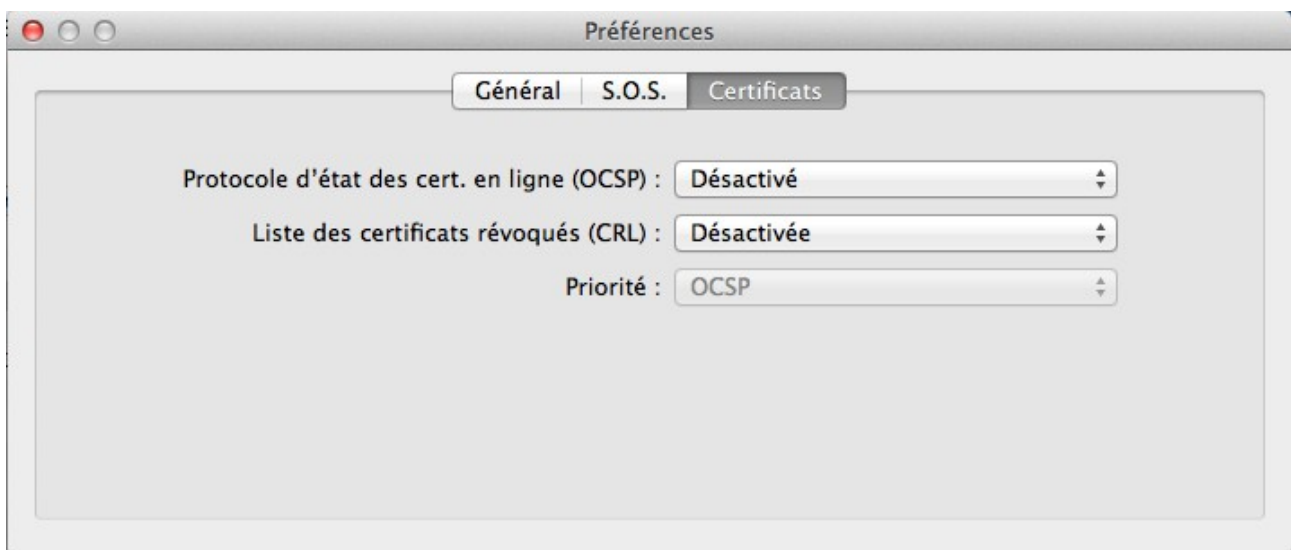 Préférences
Général S.O.S. Certificats
Protocole d'état des cert. en ligne (OCSP) : Désactivé
Liste des certificats révoqués (CRL) : Désactivée
Priorité : OCSP